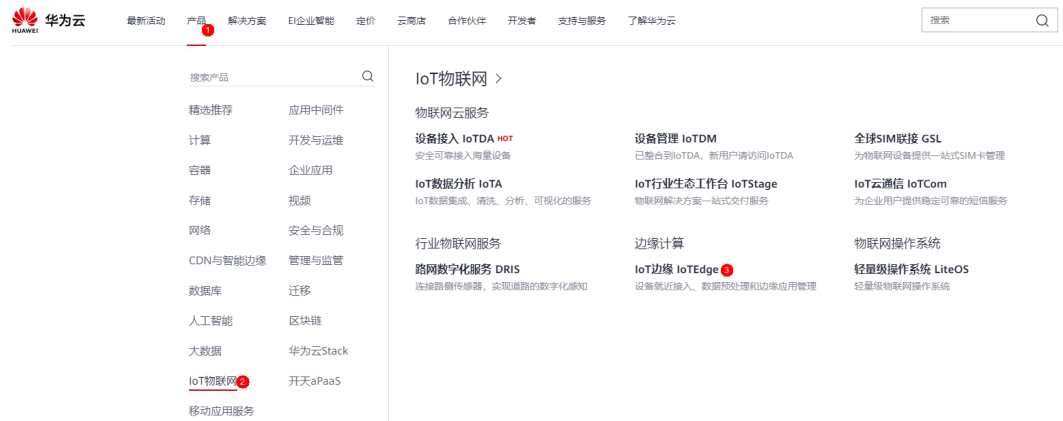 HUAWEI 华为云 最新活动 产品 解决方案 EI企业智能 定价 云商店 合作伙伴 开发者 支持与服务 了解华为云 搜索
1
搜索产品
精选推荐 应用中间件
计算 开发与运维
容器 企业应用
存储 视频
网络 安全与合规
CDN与智能边缘 管理与监管
数据库 迁移
人工智能 区块链
大数据 华为云Stack
IoT物联网 2 开天aPaaS
移动应用服务
IoT物联网 >
物联网云服务
设备接入 IoTDA HOT
安全可靠接入海量设备
设备管理 IoTDM
已整合到IoTDA，新用户请访问IoTDA
全球SIM联接 GSL
为物联网设备提供一站式SIM卡管理
IoT数据分析 IoTA
IoT数据集成、清洗、分析、可视化的服务
IoT行业生态工作台 IoTStage
物联网解决方案一站式交付服务
IoT云通信 IoTCom
为企业用户提供稳定可靠的短信服务
行业物联网服务
路网数字化服务 DRIS
连接路侧传感器，实现道路的数字化感知
边缘计算
IoT边缘 IoTEdge 3
设备就近接入、数据预处理和边缘应用管理
物联网操作系统
轻量级操作系统 LiteOS
轻量级物联网操作系统